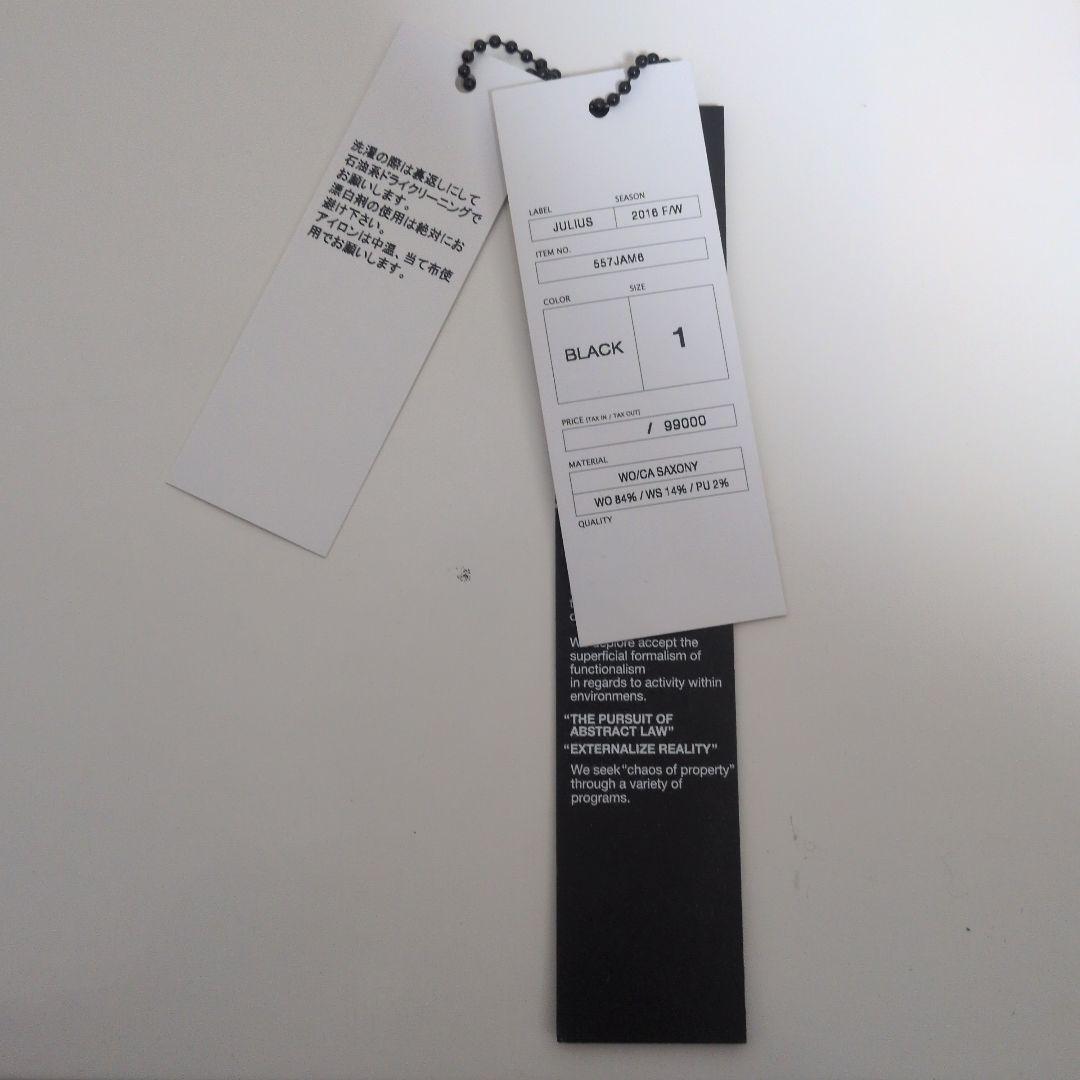 洗濯の際は裏返しにして
石油系ドライクリーニングで
お願いします。
漂白剤の使用は絶対にお
避け下さい。
アイロンは中温、当て布使
用でお願いします。
LABEL SEASON
JULIUS 2016 F/W
ITEM NO.
557JAM6
COLOR SIZE
BLACK 1
PRICE [TAX IN / TAX OUT]
/ 99000
MATERIAL
WO/CA SAXONY
WO 84% / WS 14% / PU 2%
QUALITY
accept the
superficial formalism of
functionalism
in regards to activity within
environmens.
“THE PURSUIT OF
ABSTRACT LAW”
“EXTERNALIZE REALITY”
We seek“chaos of property”
through a variety of
programs.